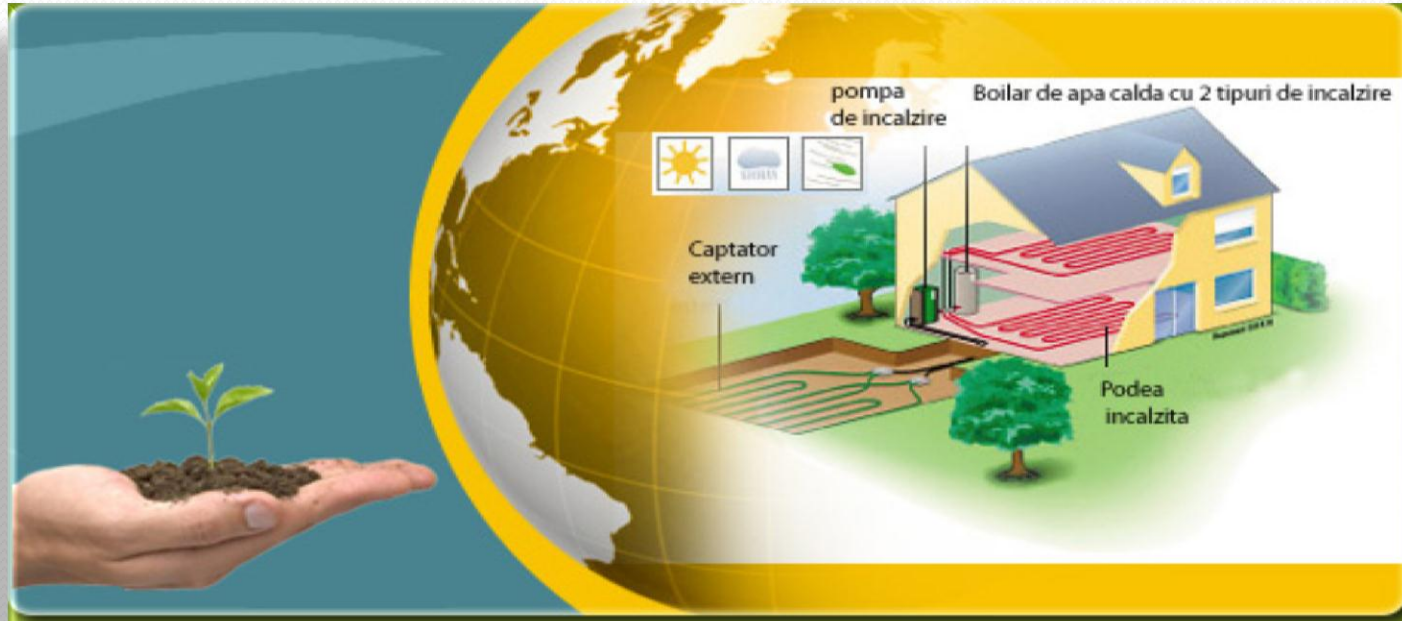 pompa
de incalzire
Boilar de apa calda cu 2 tipuri de incalzire
Captator
extern
Podea
incalzita